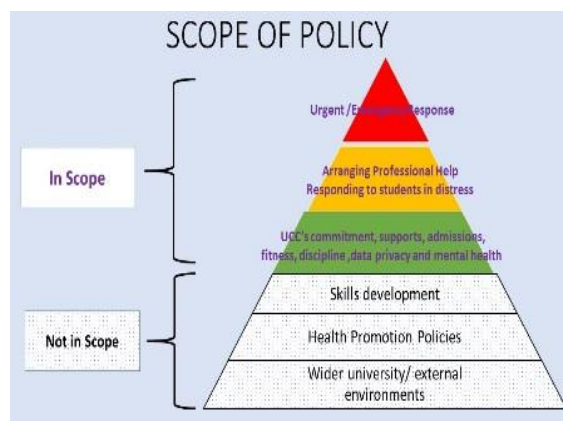 SCOPE OF POLICY
Urgent /Emergency Response
In Scope
Arranging Professional Help
Responding to students in distress
UCC's commitment, supports, admissions,
fitness, discipline ,data privacy and mental health
Skills development
Not in Scope
Health Promotion Policies
Wider university/ external
environments